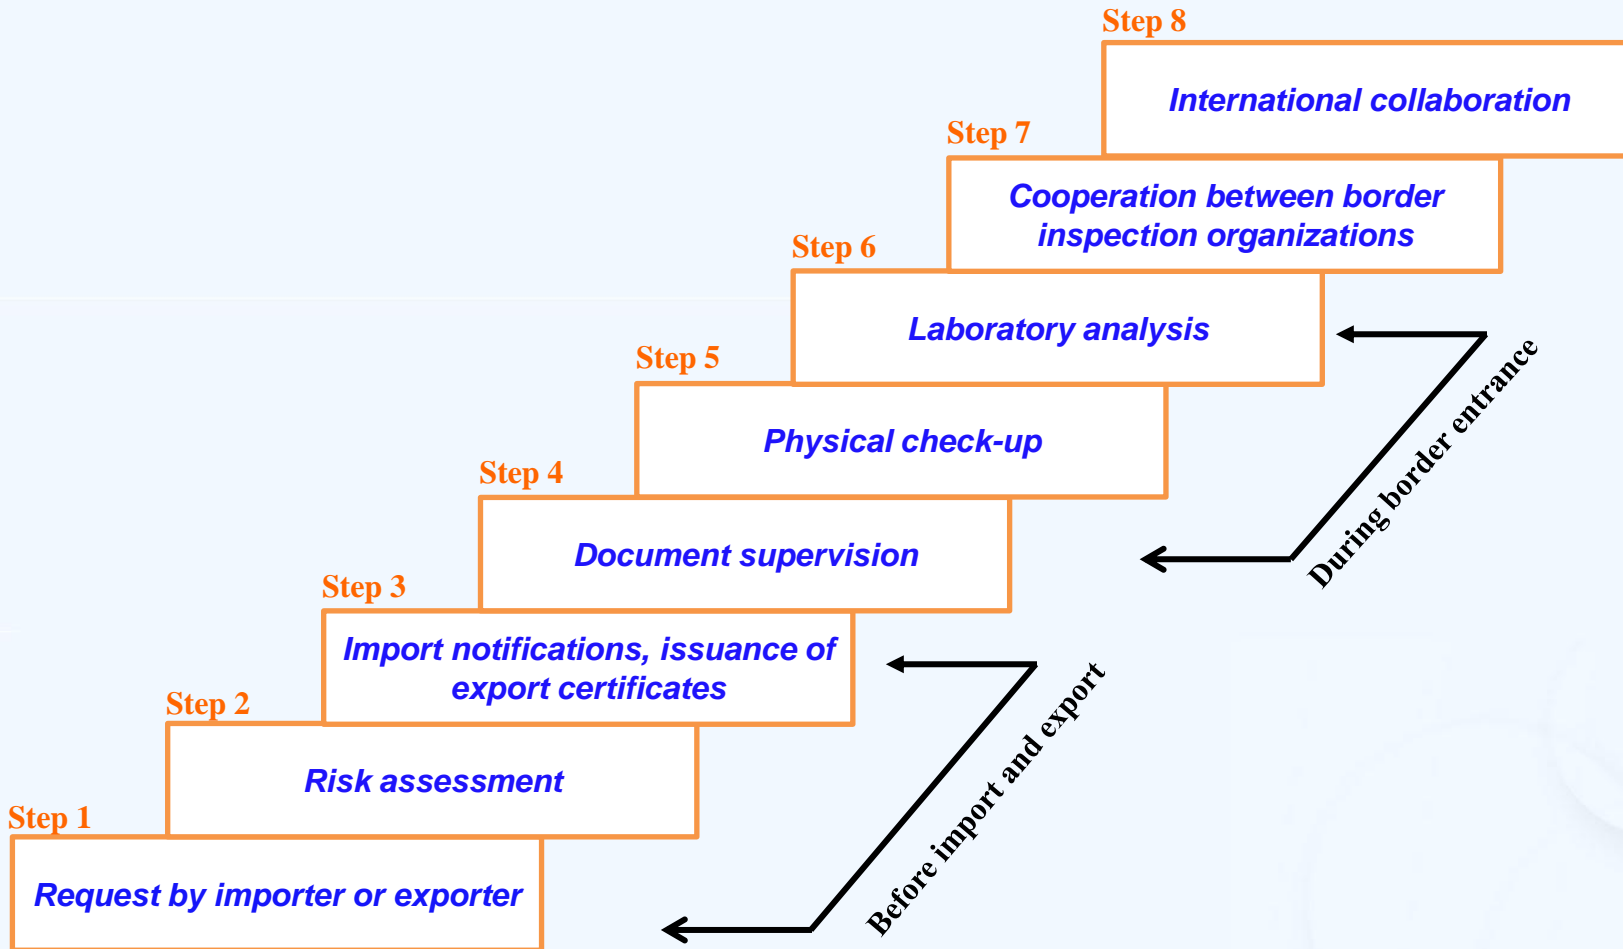 Step 8
International collaboration
Step 7
Cooperation between border
inspection organizations
Step 6
Laboratory analysis
Step 5
Physical check-up
Step 4
Document supervision
During border entrance
Step 3
Import notifications, issuance of
export certificates
Step 2
Risk assessment
Before import and export
Step 1
Request by importer or exporter